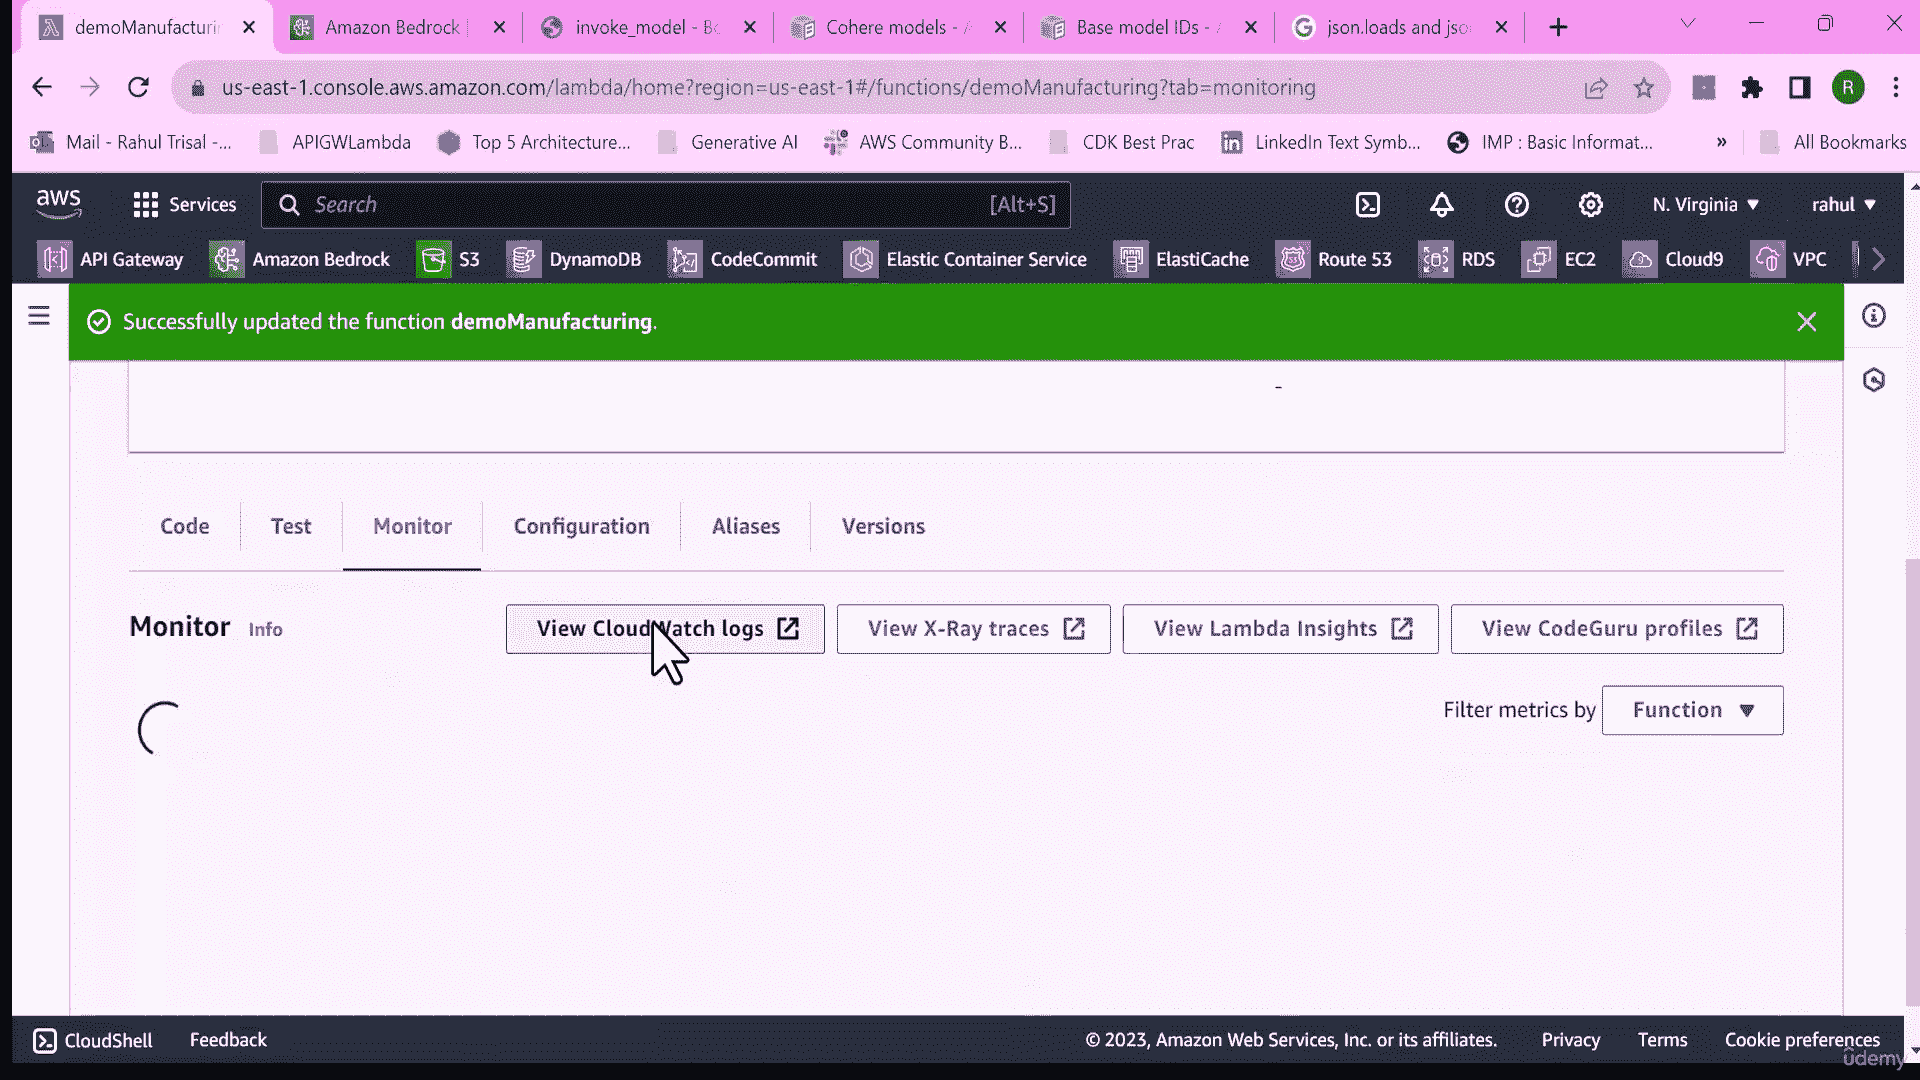 demoManufacturi
Amazon Bedrock
invoke_model - Bo
Cohere models - A
Base model IDs - A
json.loads and jso
us-east-1.console.aws.amazon.com/lambda/home?region=us-east-1#/functions/demoManufacturing?tab=monitoring
R
Mail - Rahul Trisal -...
APIGWLambda
Top 5 Architecture...
Generative AI
AWS Community B...
CDK Best Prac
LinkedIn Text Symb...
IMP : Basic Informat...
»
All Bookmarks
aws
Services
Search
[Alt+S]
N. Virginia
rahul
API Gateway
Amazon Bedrock
S3
DynamoDB
CodeCommit
Elastic Container Service
ElastiCache
Route 53
RDS
EC2
Cloud9
VPC
Successfully updated the function demoManufacturing.
-
Code
Test
Monitor
Configuration
Aliases
Versions
Monitor Info
View CloudWatch logs
View X-Ray traces
View Lambda Insights
View CodeGuru profiles
Filter metrics by
Function
CloudShell
Feedback
© 2023, Amazon Web Services, Inc. or its affiliates.
Privacy
Terms
Cookie preferences
ûdemy